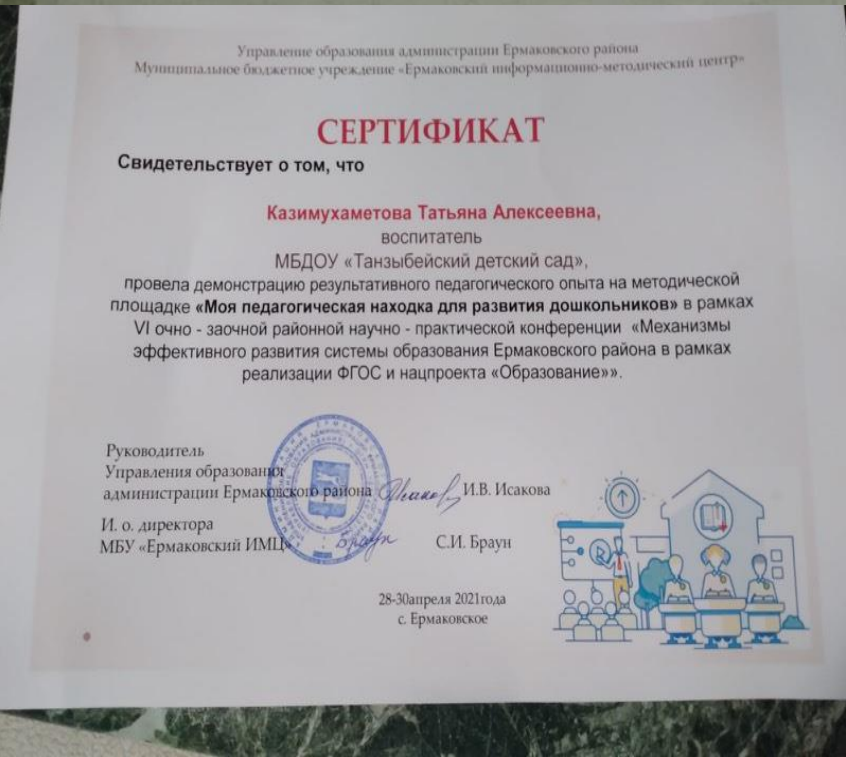 Управление образования администрации Ермаковского района
Муниципальное бюджетное учреждение «Ермаковский информационно-методический центр»
СЕРТИФИКАТ
Свидетельствует о том, что
Казимухаметова Татьяна Алексеевна,
воспитатель
МБДОУ «Танзыбейский детский сад»,
провела демонстрацию результативного педагогического опыта на методической
площадке «Моя педагогическая находка для развития дошкольников» в рамках
VI очно - заочной районной научно - практической конференции «Механизмы
эффективного развития системы образования Ермаковского района в рамках
реализации ФГОС и нацпроекта «Образование»».
Руководитель
Управления образования
администрации Ермаковского района И.В. Исакова
И. о. директора
МБУ «Ермаковский ИМЦ» Браун С.И. Браун
28-30апреля 2021года
с. Ермаковское